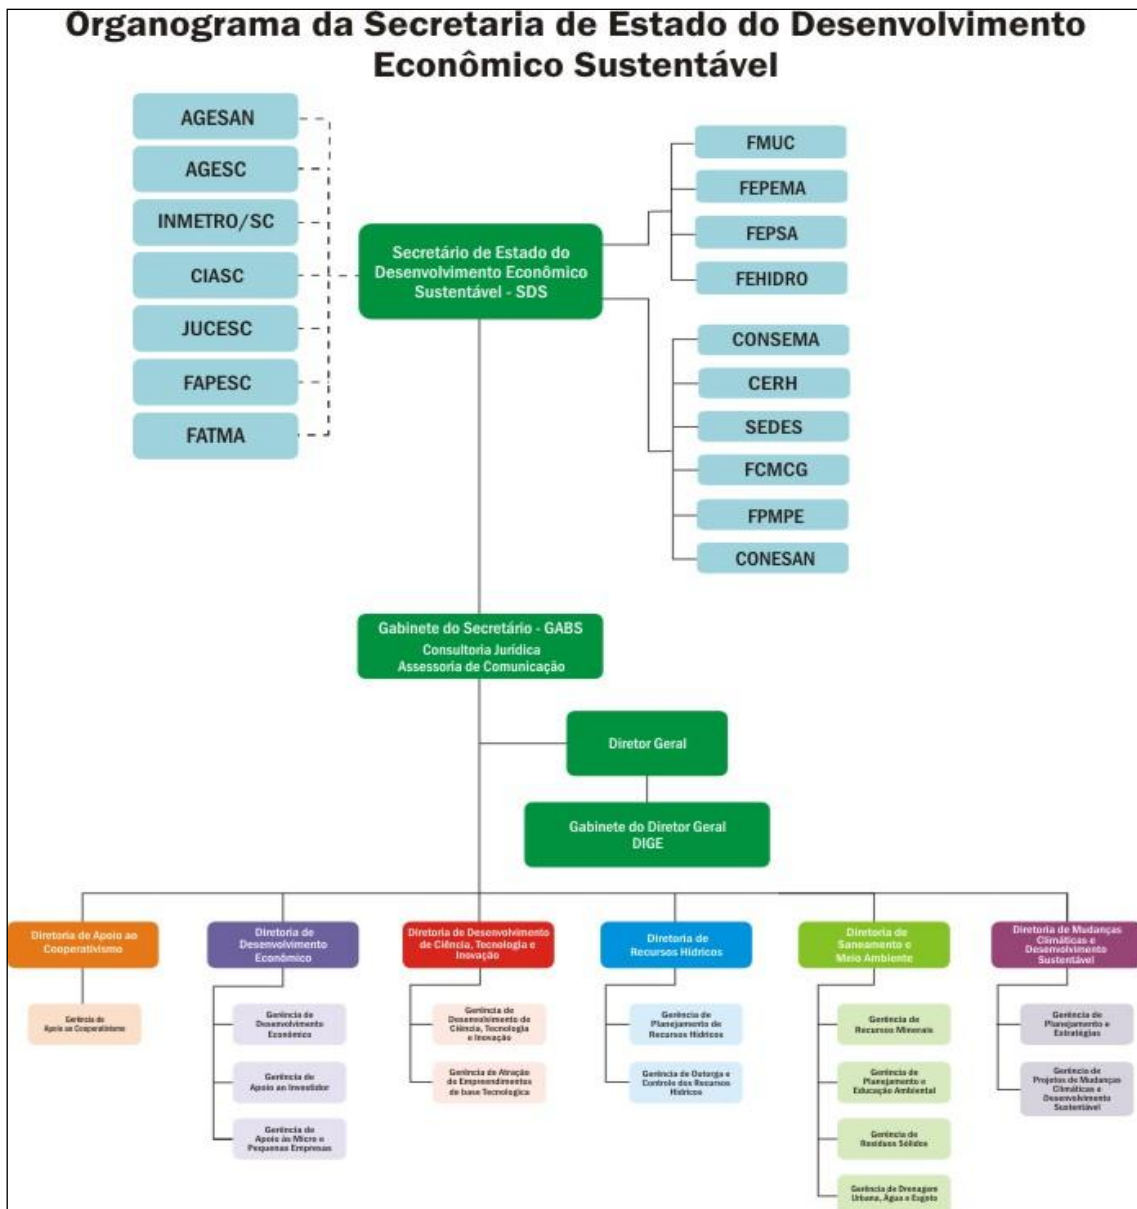 Organograma da Secretaria de Estado do Desenvolvimento
Econômico Sustentável
AGESAN
AGESC
INMETRO/SC
CIASC
JUCESC
FAPESC
FATMA
Secretário de Estado do
Desenvolvimento Econômico
Sustentável - SDS
FMUC
FEPEMA
FEPSA
FEHIDRO
CONSEMA
CERH
SEDES
FCMCG
FPMPE
CONESAN
Gabinete do Secretário - GABS
Consultoria Jurídica
Assessoria de Comunicação
Diretor Geral
Gabinete do Diretor Geral
DIGE
Diretoria de Apoio ao
Cooperativismo
Gerência de
Apoio ao Cooperativismo
Diretoria de
Desenvolvimento
Econômico
Gerência de
Desenvolvimento
Econômico
Gerência de
Apoio ao Investidor
Gerência de
Apoio às Micro e
Pequenas Empresas
Diretoria de Desenvolvimento
de Ciência, Tecnologia e
Inovação
Gerência de
Desenvolvimento de
Ciência, Tecnologia
e Inovação
Gerência de Atração
de Empreendimentos
de base Tecnologica
Diretoria de
Recursos Hídricos
Gerência de
Planejamento de
Recursos Hídricos
Gerência de Outorga e
Controle dos Recursos
Hídricos
Diretoria de
Saneamento e
Meio Ambiente
Gerência de
Recursos Minerais
Gerência de
Planejamento e
Educação Ambiental
Gerência de
Resíduos Sólidos
Gerência de Drenagem
Urbana, Água e Esgoto
Diretoria de Mudanças
Climáticas e
Desenvolvimento
Sustentável
Gerência de
Planejamento e
Estratégias
Gerência de
Projetos de Mudanças
Climáticas e
Desenvolvimento
Sustentável